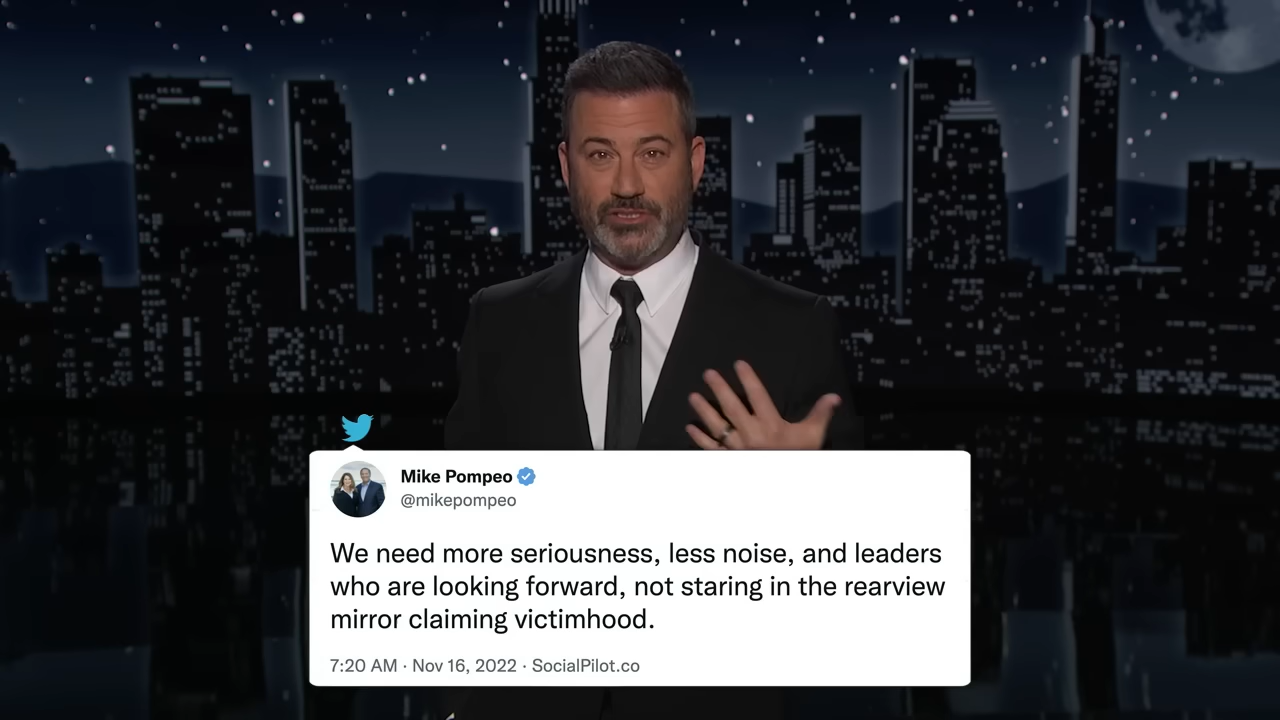 Mike Pompeo
@mikepompeo
We need more seriousness, less noise, and leaders
who are looking forward, not staring in the rearview
mirror claiming victimhood.
7:20 AM · Nov 16, 2022 · SocialPilot.co